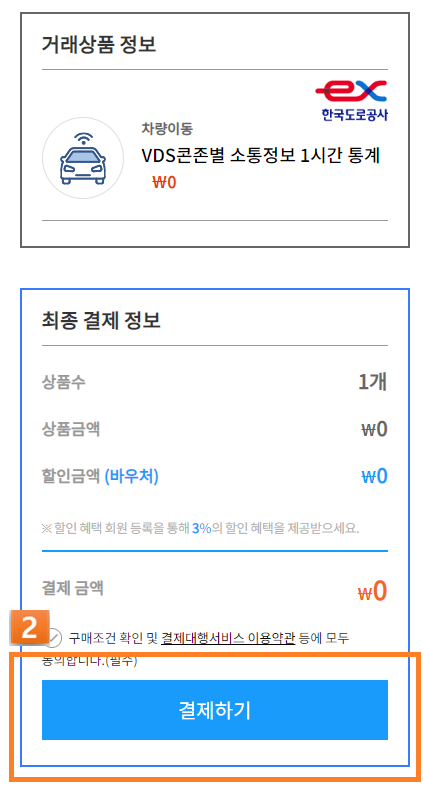 거래상품 정보
ex
한국도로공사
차량이동
VDS콘존별 소통정보 1시간 통계
₩0
최종 결제 정보
상품수 1개
상품금액 ₩0
할인금액 (바우처) ₩0
※ 할인 혜택 회원 등록을 통해 3%의 할인 혜택을 제공받으세요.
결제 금액 ₩0
2
구매조건 확인 및 결제대행서비스 이용약관 등에 모두
동의합니다.(필수)
결제하기